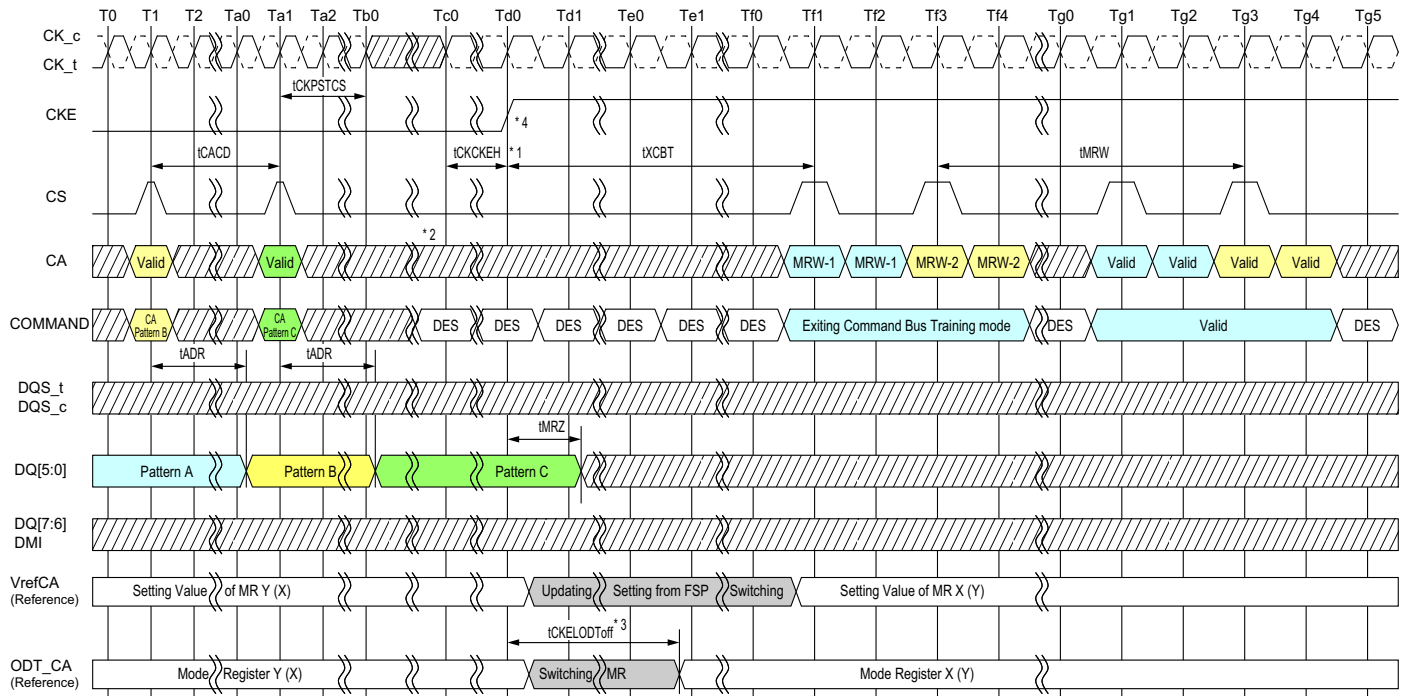 T0 T1 T2 Ta0 Ta1 Ta2 Tb0 Tc0 Td0 Td1 Te0 Te1 Tf0 Tf1 Tf2 Tf3 Tf4 Tg0 Tg1 Tg2 Tg3 Tg4 Tg5
CK_c
CK_t
tCKPSTCS
CKE
* 4
tCACD tCKCKEH * 1 tXCBT tMRW
CS
* 2
CA Valid Valid MRW-1 MRW-1 MRW-2 MRW-2 Valid Valid Valid Valid
COMMAND CA Pattern B CA Pattern C DES DES DES DES DES DES Exiting Command Bus Training mode DES Valid DES
tADR tADR
DQS_t
DQS_c
tMRZ
DQ[5:0] Pattern A Pattern B Pattern C
DQ[7:6]
DMI
VrefCA
(Reference)
Setting Value of MR Y (X) Updating Setting from FSP Switching Setting Value of MR X (Y)
tCKELODToff * 3
ODT_CA
(Reference)
Mode Register Y (X) Switching MR Mode Register X (Y)